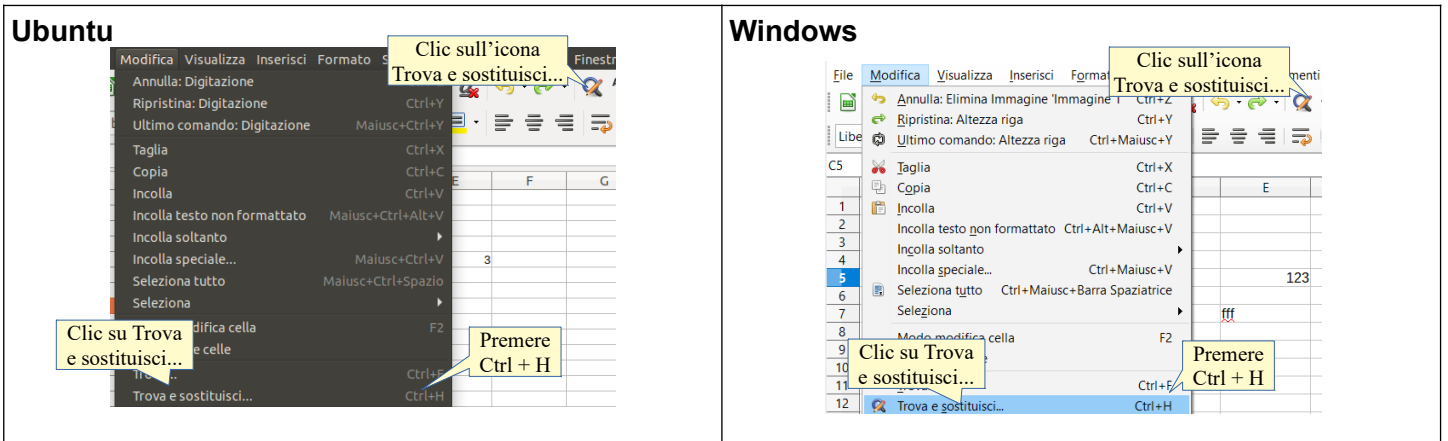 Ubuntu
Clic sull'icona
Trova e sostituisci...
Modifica Visualizza Inserisci Formato S Finestr
Annulla: Digitazione
Ripristina: Digitazione Ctrl+Y
Ultimo comando: Digitazione Maiusc+Ctrl+Y
Taglia Ctrl+X
Copia Ctrl+C
Incolla Ctrl+V
E F G
Incolla testo non formattato Maiusc+Ctrl+Alt+V
Incolla soltanto
Incolla speciale... Maiusc+Ctrl+V 3
Seleziona tutto Maiusc+Ctrl+Spazio
Seleziona
difica cella F2
e celle
Clic su Trova
e sostituisci...
Premere
Ctrl + H
Ctrl+F
Trova e sostituisci... Ctrl+H
Windows
Clic sull'icona
Trova e sostituisci...
File Modifica Visualizza Inserisci Format menti
Annulla: Elimina Immagine 'Immagine 1' Ctrl+Z
Ripristina: Altezza riga Ctrl+Y
Libe Ultimo comando: Altezza riga Ctrl+Maiusc+Y
C5 Taglia Ctrl+X
Copia Ctrl+C E
1 Incolla Ctrl+V
2 Incolla testo non formattato Ctrl+Alt+Maiusc+V
3 Incolla soltanto
4 Incolla speciale... Ctrl+Maiusc+V
5 Seleziona tutto Ctrl+Maiusc+Barra Spaziatrice 123
6
7 Seleziona fff
8 Modo modifica cella F2
9
10
Clic su Trova
e sostituisci...
Premere
Ctrl + H
11 Ctrl+F
12 Trova e sostituisci... Ctrl+H